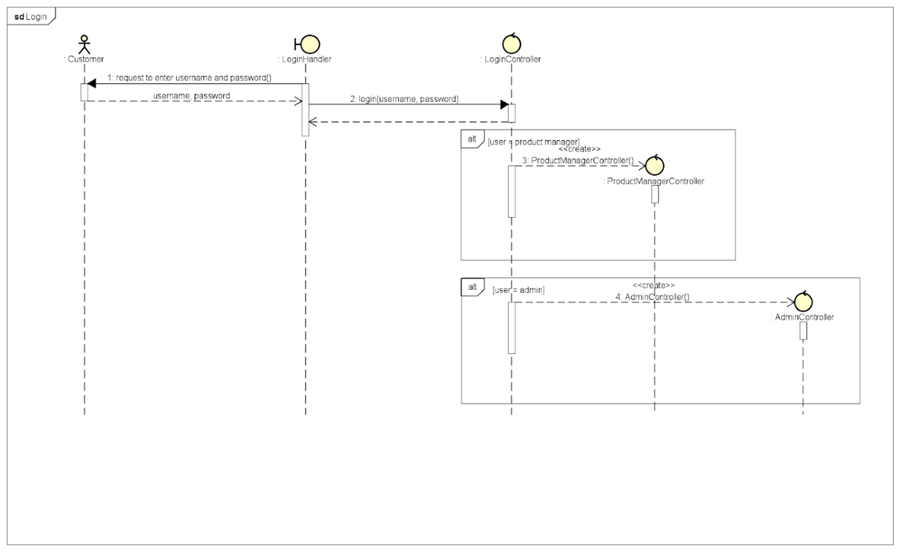 sd Login
: Customer
: LoginHandler
: LoginController
1: request to enter username and password()
username, password
2: login(username, password)
alt
[user = product manager]
<<create>>
3: ProductManagerController()
: ProductManagerController
alt
[user = admin]
<<create>>
4: AdminController()
: AdminController